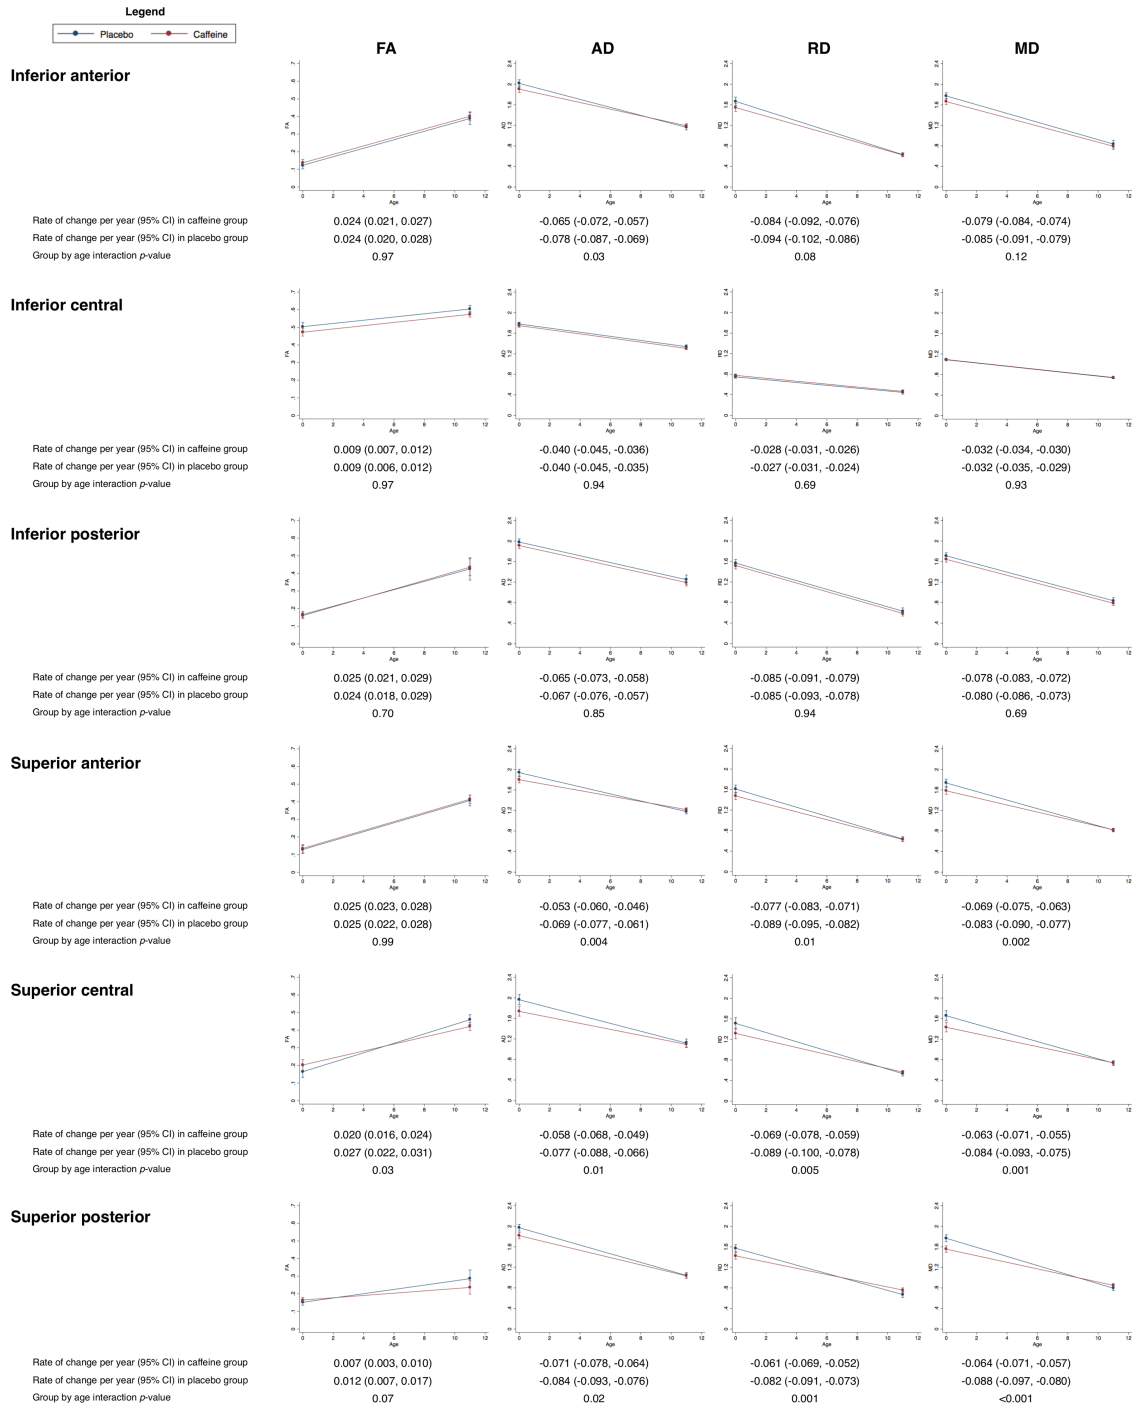 Legend
Placebo Caffeine
FA AD RD MD
Inferior anterior
Rate of change per year (95% CI) in caffeine group 0.024 (0.021, 0.027) -0.065 (-0.072, -0.057) -0.084 (-0.092, -0.076) -0.079 (-0.084, -0.074)
Rate of change per year (95% CI) in placebo group 0.024 (0.020, 0.028) -0.078 (-0.087, -0.069) -0.094 (-0.102, -0.086) -0.085 (-0.091, -0.079)
Group by age interaction p-value 0.97 0.03 0.08 0.12
Inferior central
Rate of change per year (95% CI) in caffeine group 0.009 (0.007, 0.012) -0.040 (-0.045, -0.036) -0.028 (-0.031, -0.026) -0.032 (-0.034, -0.030)
Rate of change per year (95% CI) in placebo group 0.009 (0.006, 0.012) -0.040 (-0.045, -0.035) -0.027 (-0.031, -0.024) -0.032 (-0.035, -0.029)
Group by age interaction p-value 0.97 0.94 0.69 0.93
Inferior posterior
Rate of change per year (95% CI) in caffeine group 0.025 (0.021, 0.029) -0.065 (-0.073, -0.058) -0.085 (-0.091, -0.079) -0.078 (-0.083, -0.072)
Rate of change per year (95% CI) in placebo group 0.024 (0.018, 0.029) -0.067 (-0.076, -0.057) -0.085 (-0.093, -0.078) -0.080 (-0.086, -0.073)
Group by age interaction p-value 0.70 0.85 0.94 0.69
Superior anterior
Rate of change per year (95% CI) in caffeine group 0.025 (0.023, 0.028) -0.053 (-0.060, -0.046) -0.077 (-0.083, -0.071) -0.069 (-0.075, -0.063)
Rate of change per year (95% CI) in placebo group 0.025 (0.022, 0.028) -0.069 (-0.077, -0.061) -0.089 (-0.095, -0.082) -0.083 (-0.090, -0.077)
Group by age interaction p-value 0.99 0.004 0.01 0.002
Superior central
Rate of change per year (95% CI) in caffeine group 0.020 (0.016, 0.024) -0.058 (-0.068, -0.049) -0.069 (-0.078, -0.059) -0.063 (-0.071, -0.055)
Rate of change per year (95% CI) in placebo group 0.027 (0.022, 0.031) -0.077 (-0.088, -0.066) -0.089 (-0.100, -0.078) -0.084 (-0.093, -0.075)
Group by age interaction p-value 0.03 0.01 0.005 0.001
Superior posterior
Rate of change per year (95% CI) in caffeine group 0.007 (0.003, 0.010) -0.071 (-0.078, -0.064) -0.061 (-0.069, -0.052) -0.064 (-0.071, -0.057)
Rate of change per year (95% CI) in placebo group 0.012 (0.007, 0.017) -0.084 (-0.093, -0.076) -0.082 (-0.091, -0.073) -0.088 (-0.097, -0.080)
Group by age interaction p-value 0.07 0.02 0.001 <0.001